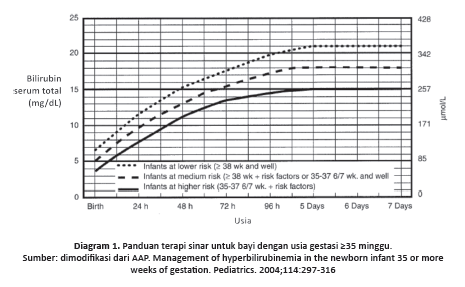 25
20
15
10
5
0
Bilirubin
serum total
(mg/dL)
428
342
257
171
85
0
µmol/L
Infants at lower risk (≥ 38 wk and well)
Infants at medium risk (≥ 38 wk + risk factors or 35-37 6/7 wk. and well)
Infants at higher risk (35-37 6/7 wk. + risk factors)
Birth 24 h 48 h 72 h 96 h 5 Days 6 Days 7 Days
Usia
Diagram 1. Panduan terapi sinar untuk bayi dengan usia gestasi ≥35 minggu.
Sumber: dimodifikasi dari AAP. Management of hyperbilirubinemia in the newborn infant 35 or more
weeks of gestation. Pediatrics. 2004;114:297-316